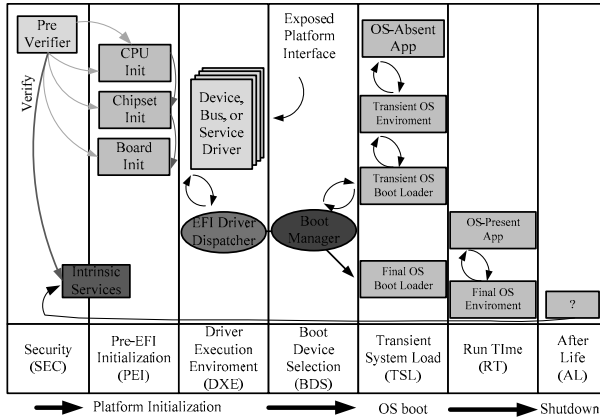 Pre
Verifier
Verify
CPU
Init
Chipset
Init
Board
Init
Intrinsic
Services
Device,
Bus, or
Service
Driver
EFI Driver
Dispatcher
Exposed
Platform
Interface
Boot
Manager
OS-Absent
App
Transient OS
Enviroment
Transient OS
Boot Loader
Final OS
Boot Loader
OS-Present
App
Final OS
Enviroment
?
Security
(SEC)
Pre-EFI
Initialization
(PEI)
Driver
Execution
Enviroment
(DXE)
Boot
Device
Selection
(BDS)
Transient
System Load
(TSL)
Run TIme
(RT)
After
Life
(AL)
Platform Initialization
OS boot
Shutdown